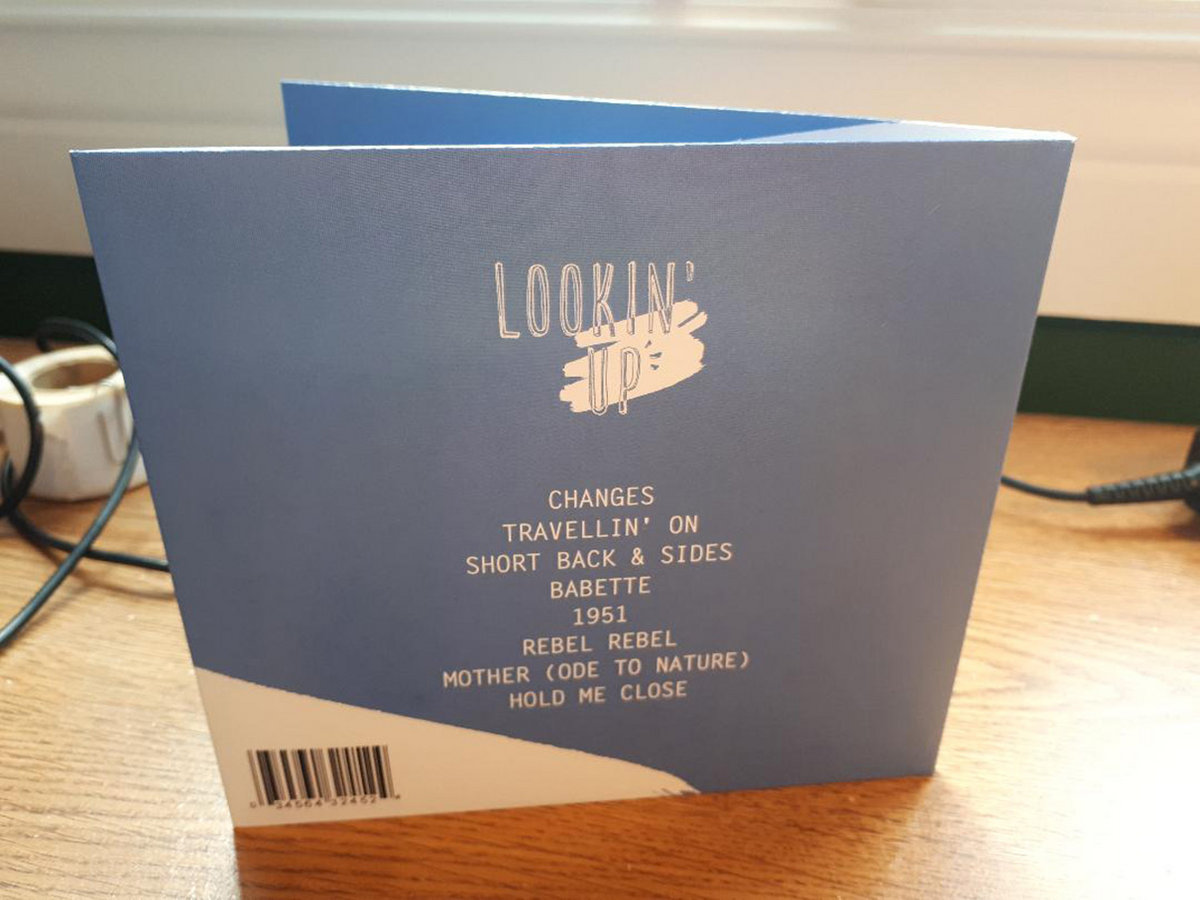 LOOKIN'
UP
CHANGES
TRAVELLIN' ON
SHORT BACK & SIDES
BABETTE
1951
REBEL REBEL
MOTHER (ODE TO NATURE)
HOLD ME CLOSE